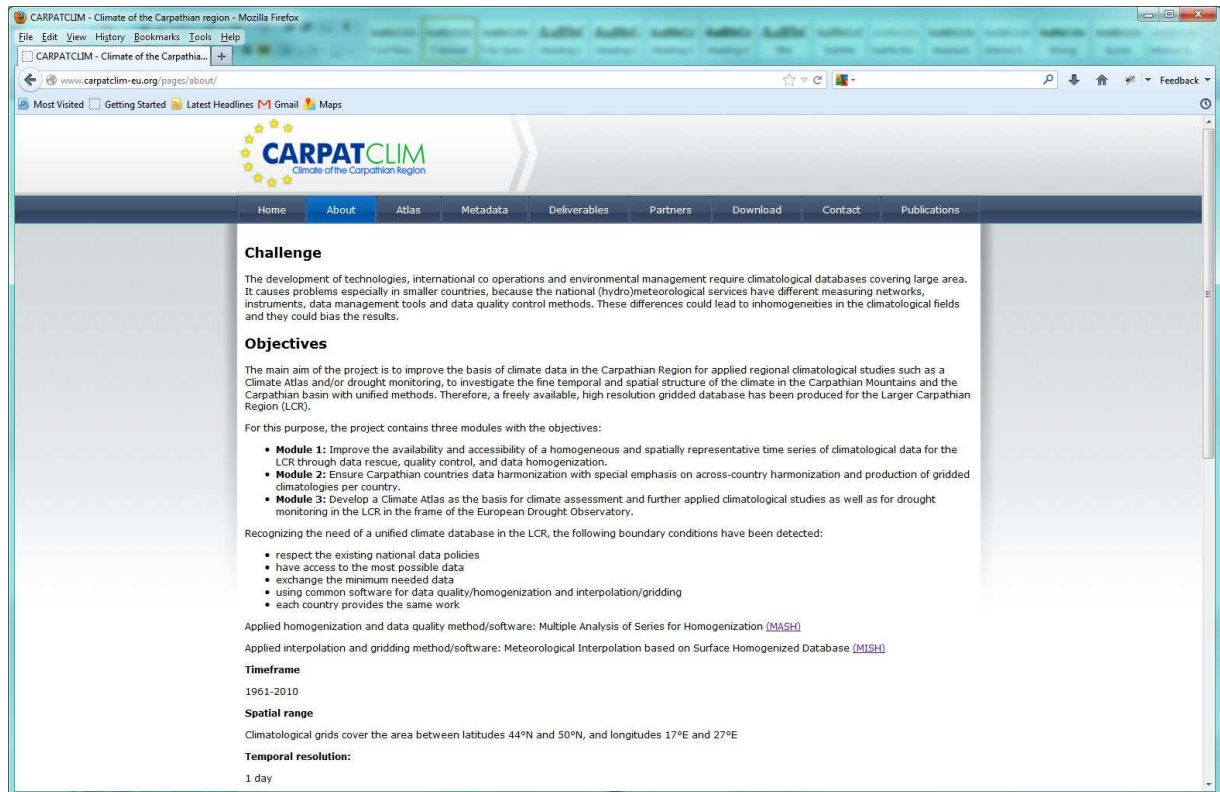 CARPATCLIM - Climate of the Carpathian region - Mozilla Firefox
File Edit View History Bookmarks Tools Help
CARPATCLIM - Climate of the Carpathia... +
www.carpatclim-eu.org/pages/about/
Feedback
Most Visited Getting Started Latest Headlines Gmail Maps
CARPATCLIM
Climate of the Carpathian Region
Home About Atlas Metadata Deliverables Partners Download Contact Publications
Challenge
The development of technologies, international co operations and environmental management require climatological databases covering large area.
It causes problems especially in smaller countries, because the national (hydro)meteorological services have different measuring networks,
instruments, data management tools and data quality control methods. These differences could lead to inhomogeneities in the climatological fields
and they could bias the results.
Objectives
The main aim of the project is to improve the basis of climate data in the Carpathian Region for applied regional climatological studies such as a
Climate Atlas and/or drought monitoring, to investigate the fine temporal and spatial structure of the climate in the Carpathian Mountains and the
Carpathian basin with unified methods. Therefore, a freely available, high resolution gridded database has been produced for the Larger Carpathian
Region (LCR).
For this purpose, the project contains three modules with the objectives:
• Module 1: Improve the availability and accessibility of a homogeneous and spatially representative time series of climatological data for the
LCR through data rescue, quality control, and data homogenization.
• Module 2: Ensure Carpathian countries data harmonization with special emphasis on across-country harmonization and production of gridded
climatologies per country.
• Module 3: Develop a Climate Atlas as the basis for climate assessment and further applied climatological studies as well as for drought
monitoring in the LCR in the frame of the European Drought Observatory.
Recognizing the need of a unified climate database in the LCR, the following boundary conditions have been detected:
• respect the existing national data policies
• have access to the most possible data
• exchange the minimum needed data
• using common software for data quality/homogenization and interpolation/gridding
• each country provides the same work
Applied homogenization and data quality method/software: Multiple Analysis of Series for Homogenization (MASH)
Applied interpolation and gridding method/software: Meteorological Interpolation based on Surface Homogenized Database (MISH)
Timeframe
1961-2010
Spatial range
Climatological grids cover the area between latitudes 44°N and 50°N, and longitudes 17°E and 27°E
Temporal resolution:
1 day